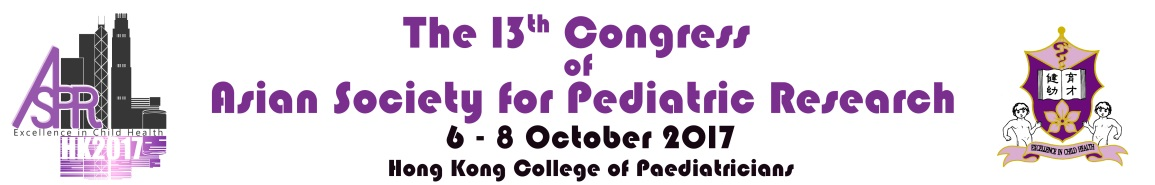 The 13th Congress
of
Asian Society for Pediatric Research
6 - 8 October 2017
Hong Kong College of Paediatricians
ASPR
Excellence in Child Health
HK2017
健 育
幼 才
EXCELLENCE IN CHILD HEALTH